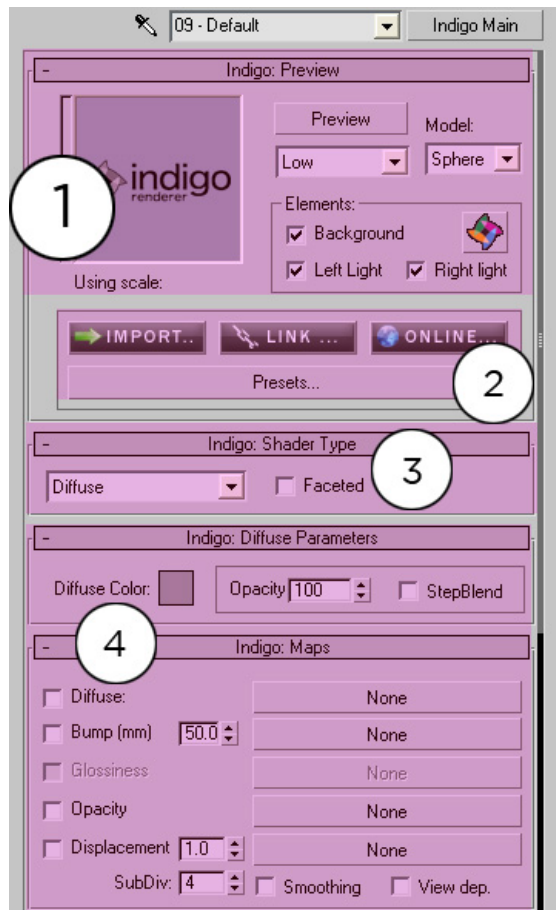 09 - Default Indigo Main
- Indigo: Preview
1
indigo
renderer
Preview Model:
Low Sphere
Elements:
Background
Left Light Right light
Using scale:
IMPORT.. LINK ... ONLINE...
Presets...
2
- Indigo: Shader Type
3
Diffuse Faceted
- Indigo: Diffuse Parameters
Diffuse Color: Opacity 100 StepBlend
4
- Indigo: Maps
Diffuse: None
Bump (mm) 50.0 None
Glossiness None
Opacity None
Displacement 1.0 None
SubDiv: 4 Smoothing View dep.